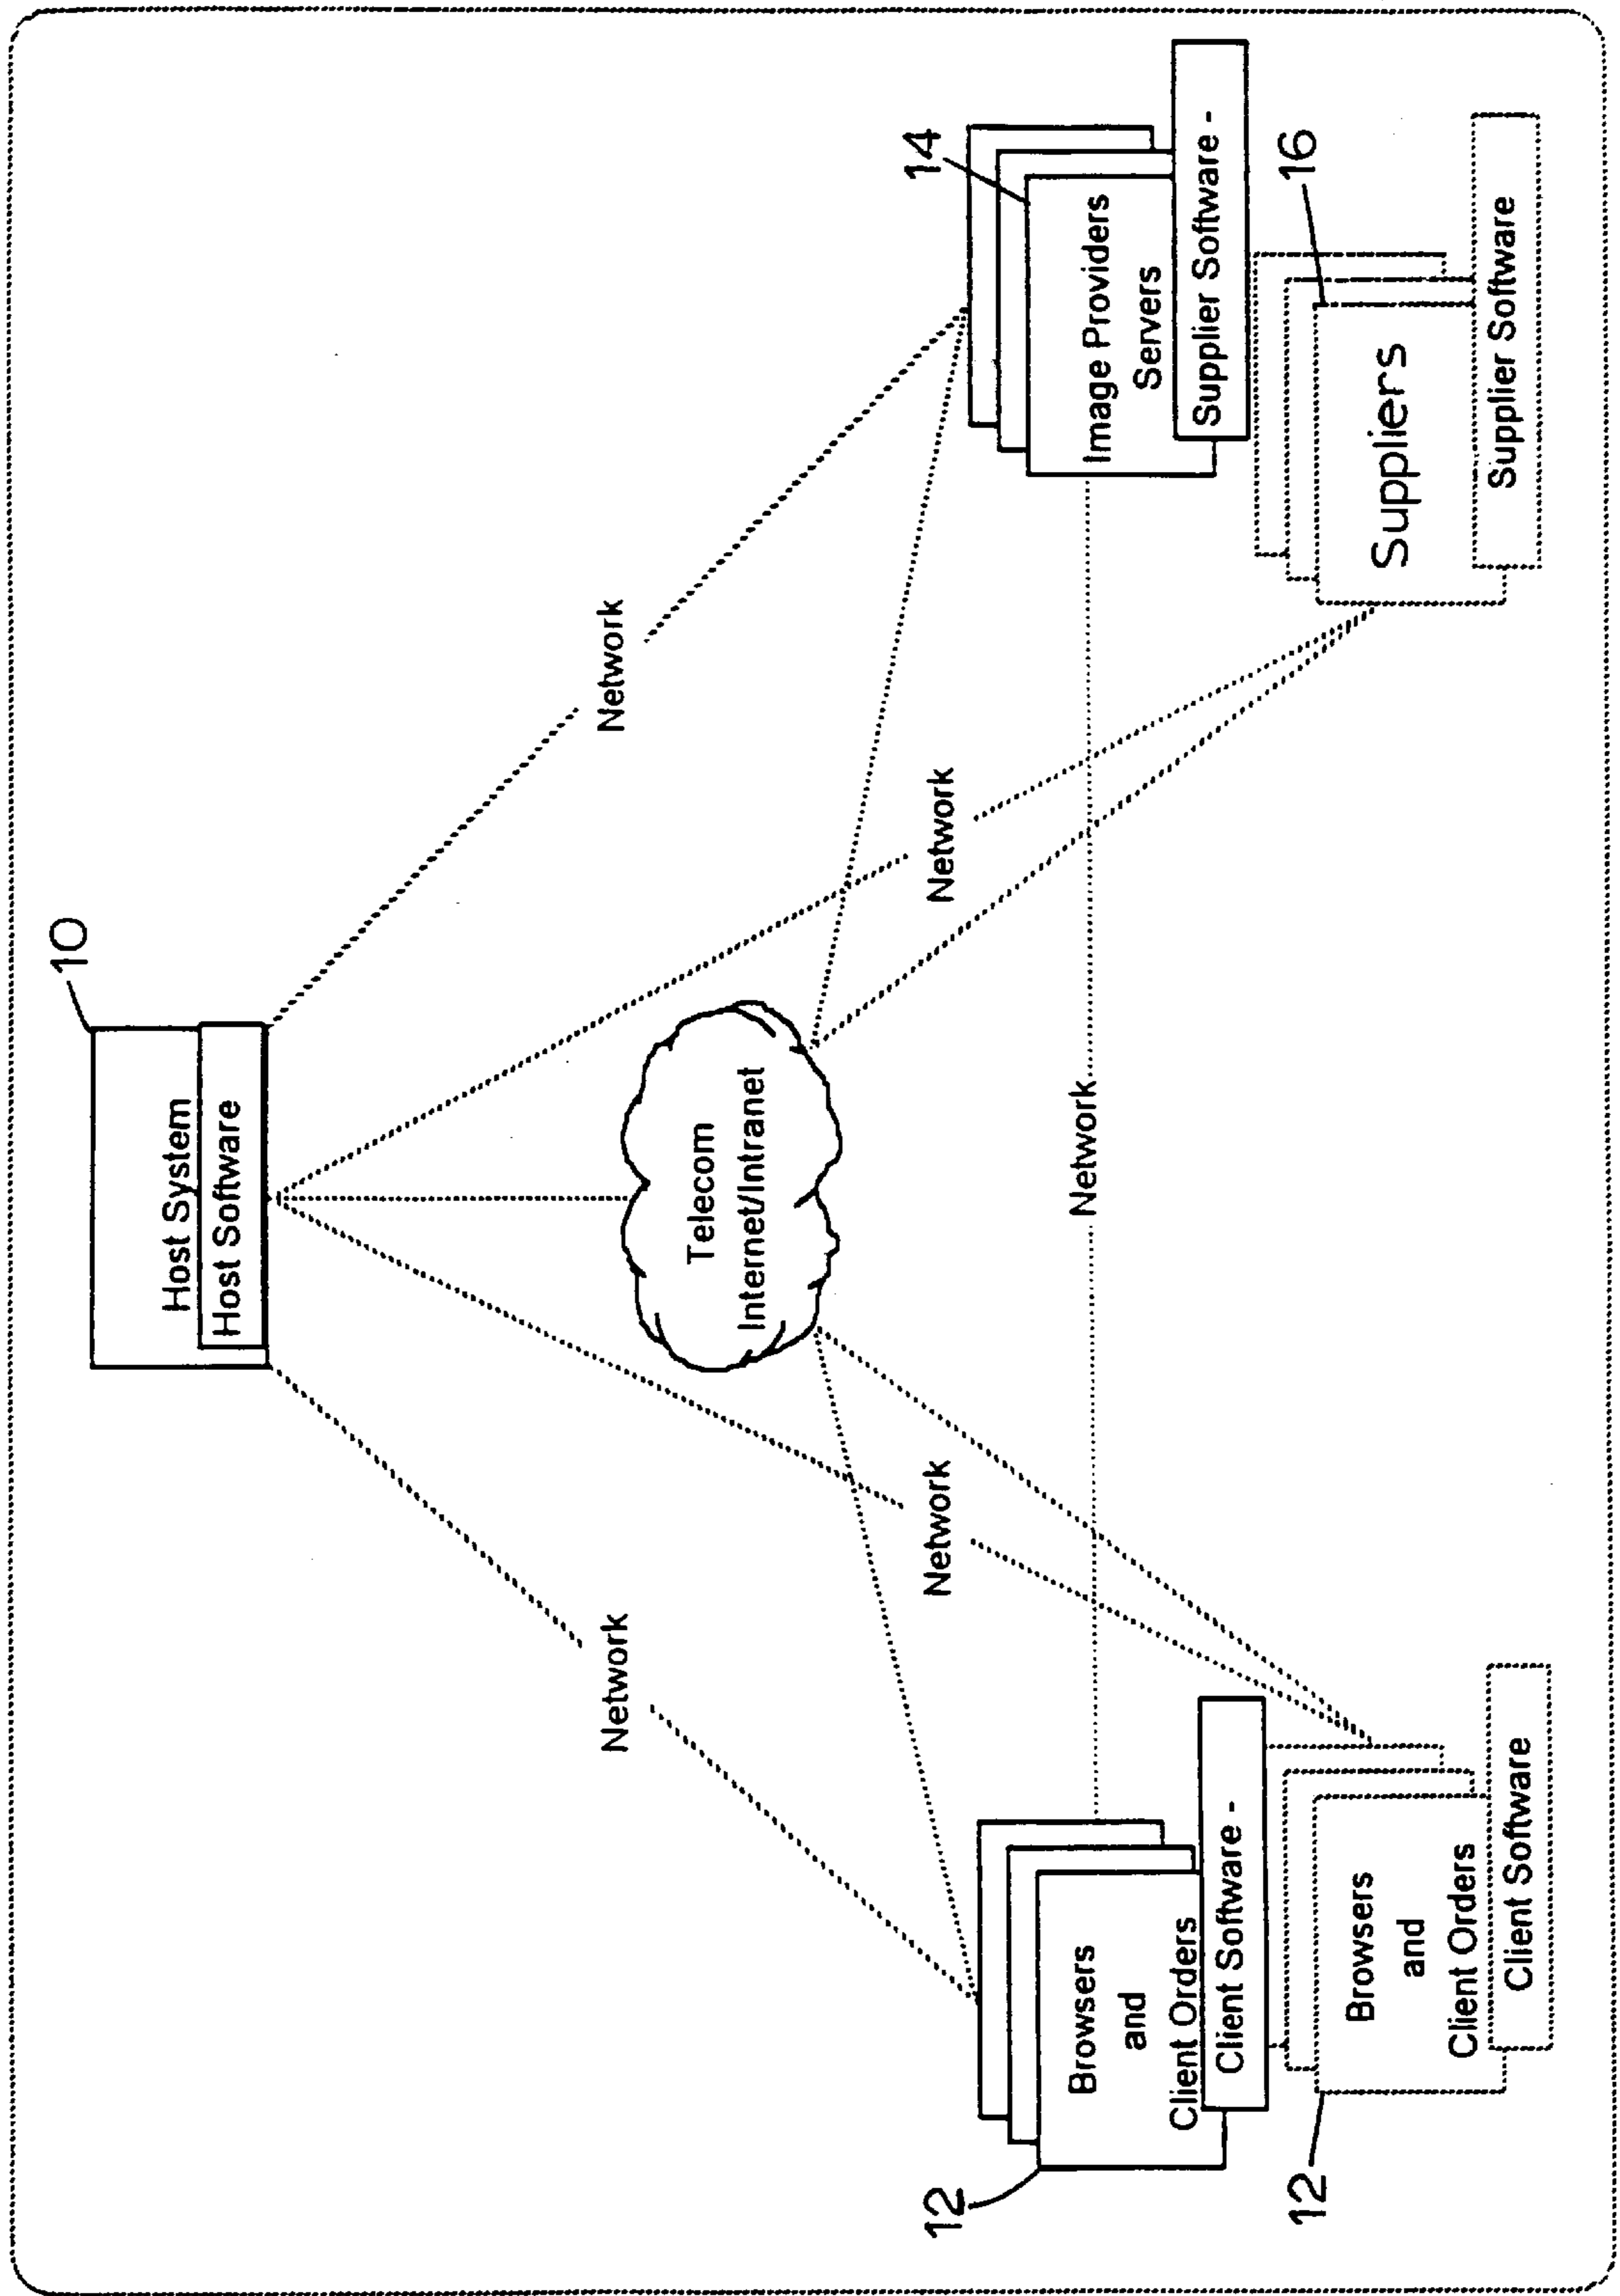 10
Host System
Host Software
Network
Network
Telecom
Internet/Intranet
Network
Network
Network
12
Browsers
and
Client Orders
Client Software -
14
Image Providers
Servers
Supplier Software -
12
Browsers
and
Client Orders
Client Software
16
Suppliers
Supplier Software